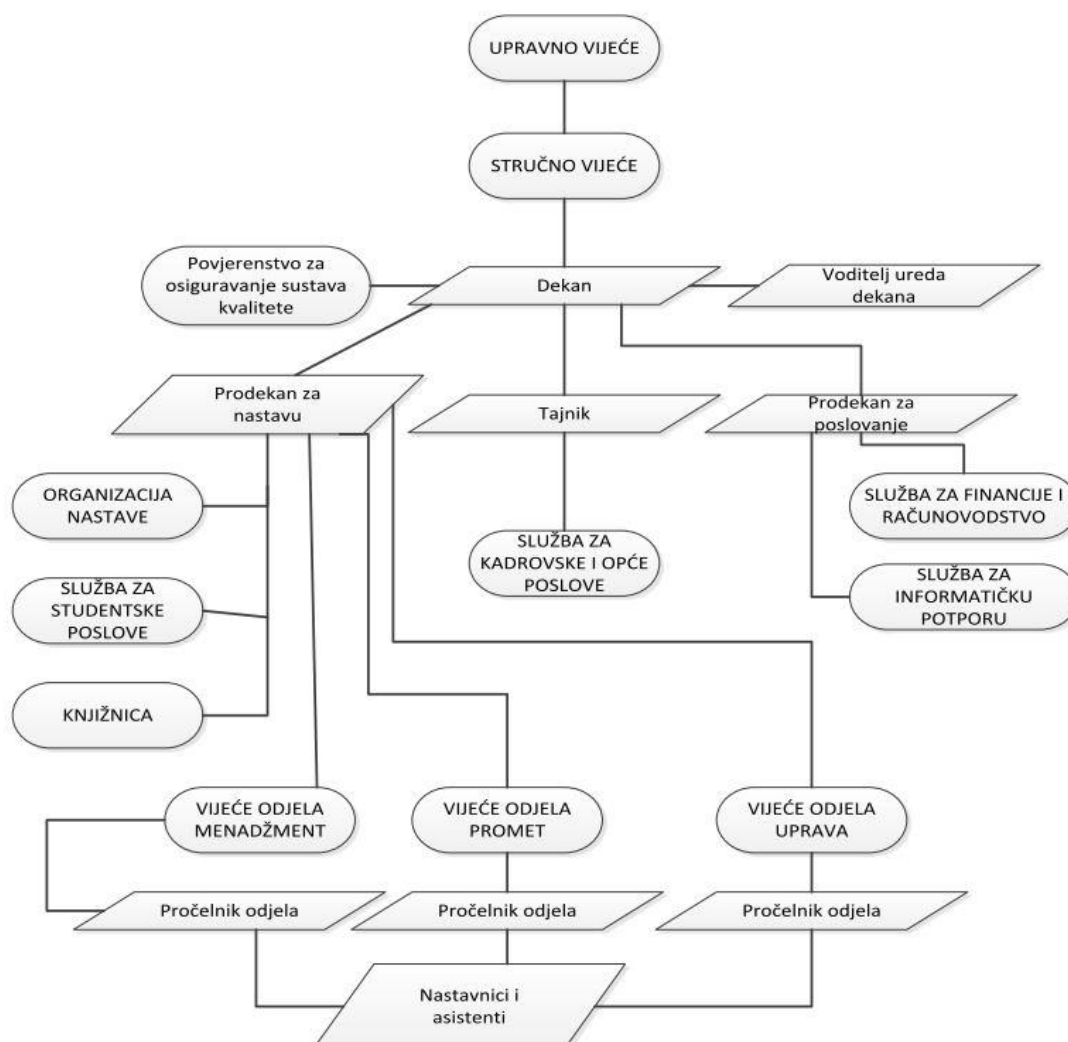 UPRAVNO VIJEĆE
STRUČNO VIJEĆE
Povjerenstvo za
osiguravanje sustava
kvalitete
Dekan
Voditelj ureda
dekana
Prodekan za
nastavu
Tajnik
Prodekan za
poslovanje
ORGANIZACIJA
NASTAVE
SLUŽBA ZA FINANCIJE I
RAČUNOVODSTVO
SLUŽBA ZA
KADROVSKE I OPĆE
POSLOVE
SLUŽBA ZA
STUDENTSKE
POSLOVE
SLUŽBA ZA
INFORMATIČKU
POTPORU
KNJIŽNICA
VIJEĆE ODJELA
MENADŽMENT
VIJEĆE ODJELA
PROMET
VIJEĆE ODJELA
UPRAVA
Pročelnik odjela
Pročelnik odjela
Pročelnik odjela
Nastavnici i
asistenti